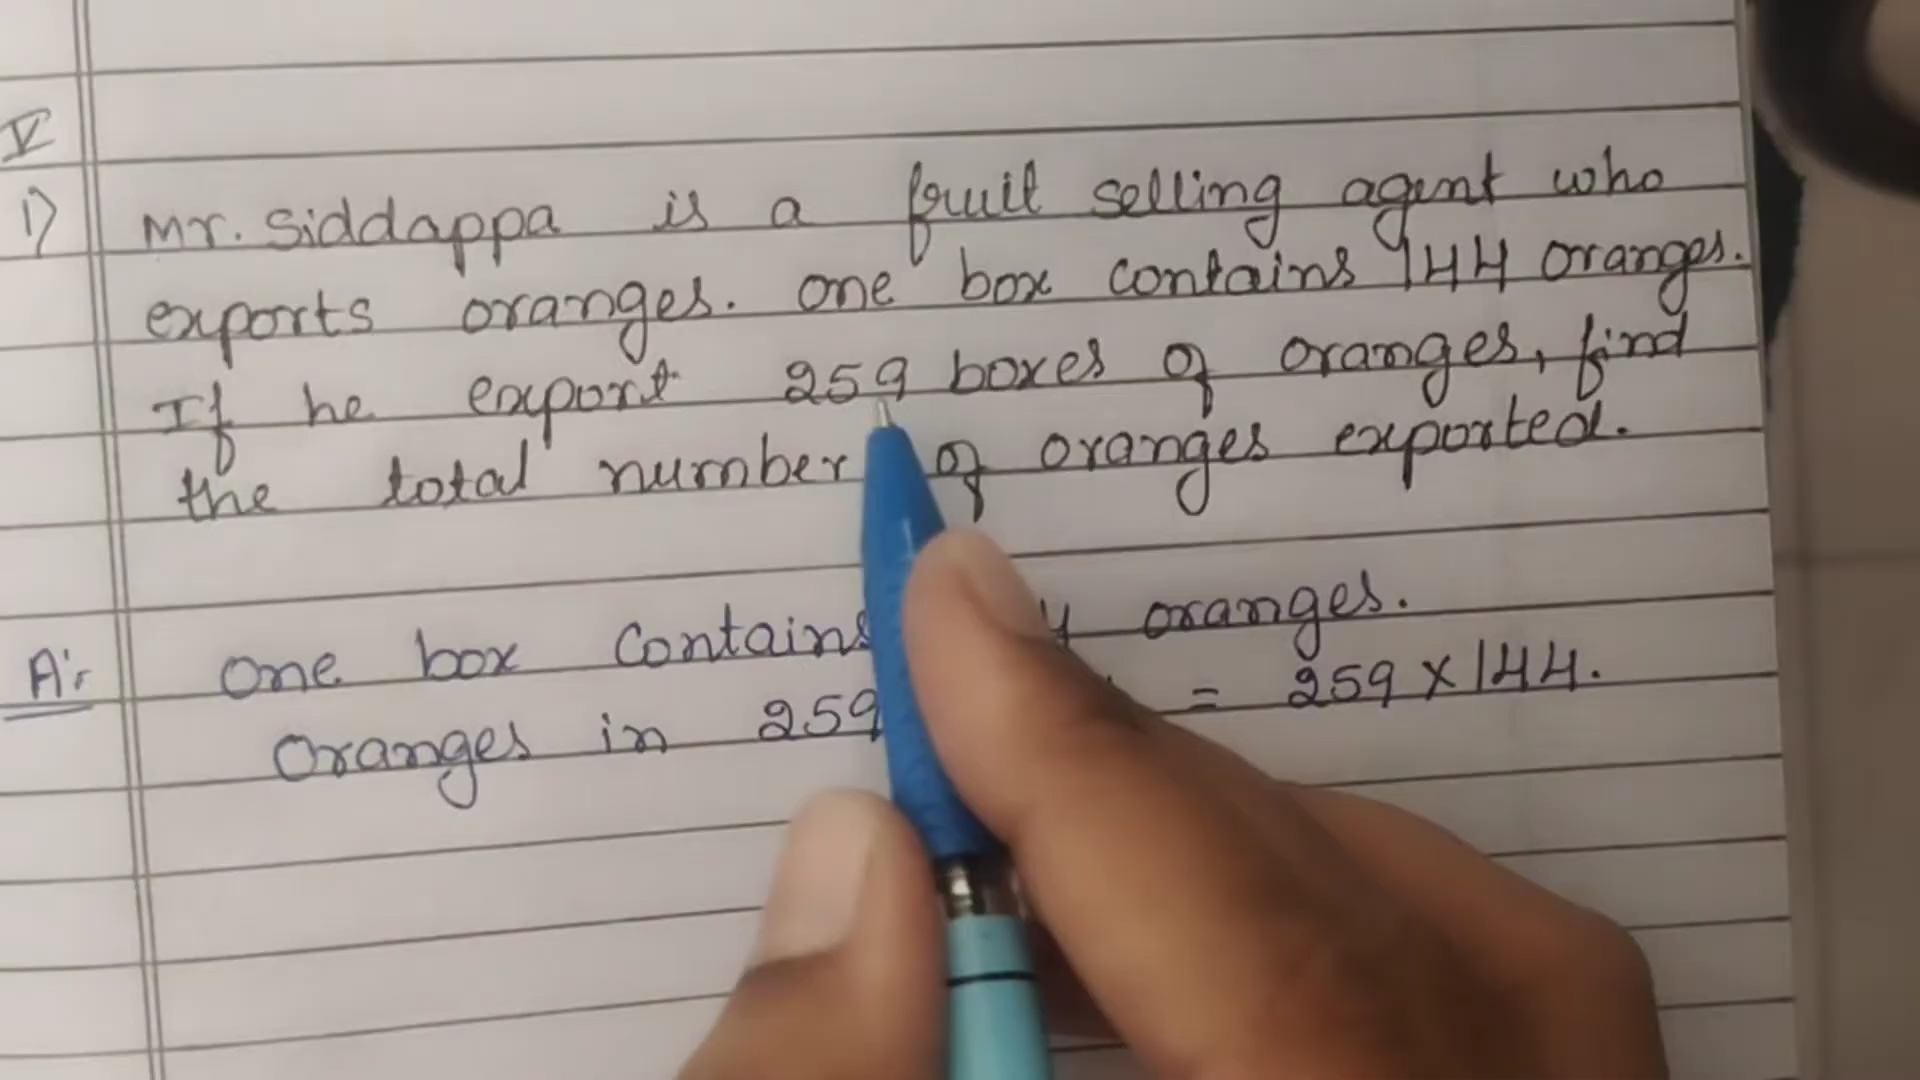 V
1) Mr. Siddappa is a fruit selling agent who
exports oranges. One box contains 144 oranges.
If he export 259 boxes of oranges, find
the total number of oranges exported.
A:- One box contains oranges.
Oranges in 259 = 259 × 144.